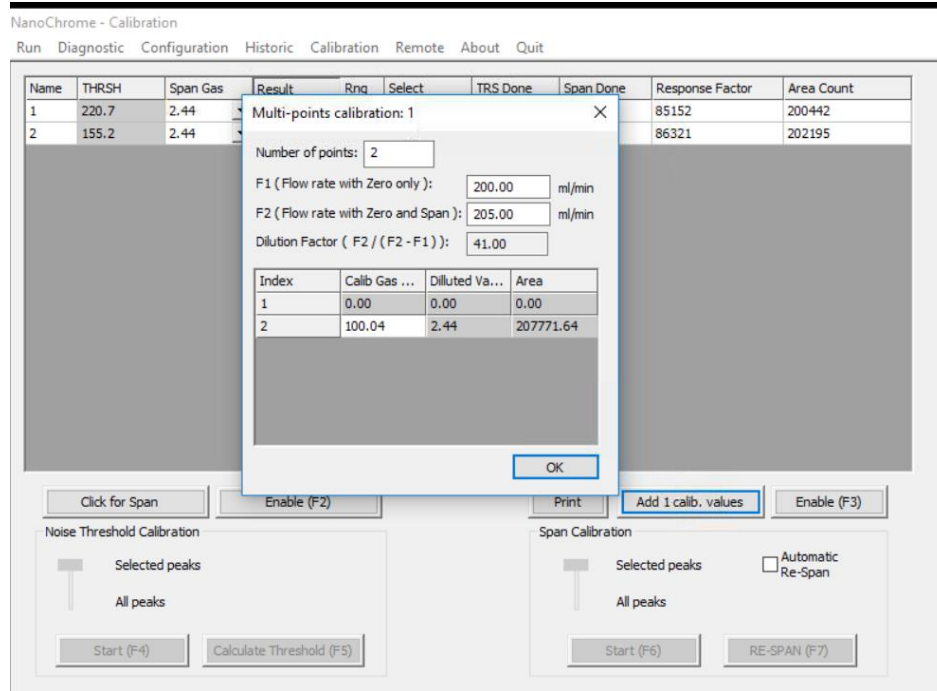 NanoChrome - Calibration
Run Diagnostic Configuration Historic Calibration Remote About Quit
Name THRSH Span Gas Result Rng Select TRS Done Span Done Response Factor Area Count
1 220.7 2.44 85152 200442
2 155.2 2.44 86321 202195
Multi-points calibration: 1
Number of points: 2
F1 ( Flow rate with Zero only ): 200.00 ml/min
F2 ( Flow rate with Zero and Span ): 205.00 ml/min
Dilution Factor ( F2 / ( F2 - F1 ) ): 41.00
Index Calib Gas ... Dilluted Va... Area
1 0.00 0.00 0.00
2 100.04 2.44 207771.64
OK
Click for Span Enable (F2) Print Add 1 calib. values Enable (F3)
Noise Threshold Calibration
Selected peaks
All peaks
Start (F4) Calculate Threshold (F5)
Span Calibration
Selected peaks
All peaks
Automatic
Re-Span
Start (F6) RE-SPAN (F7)